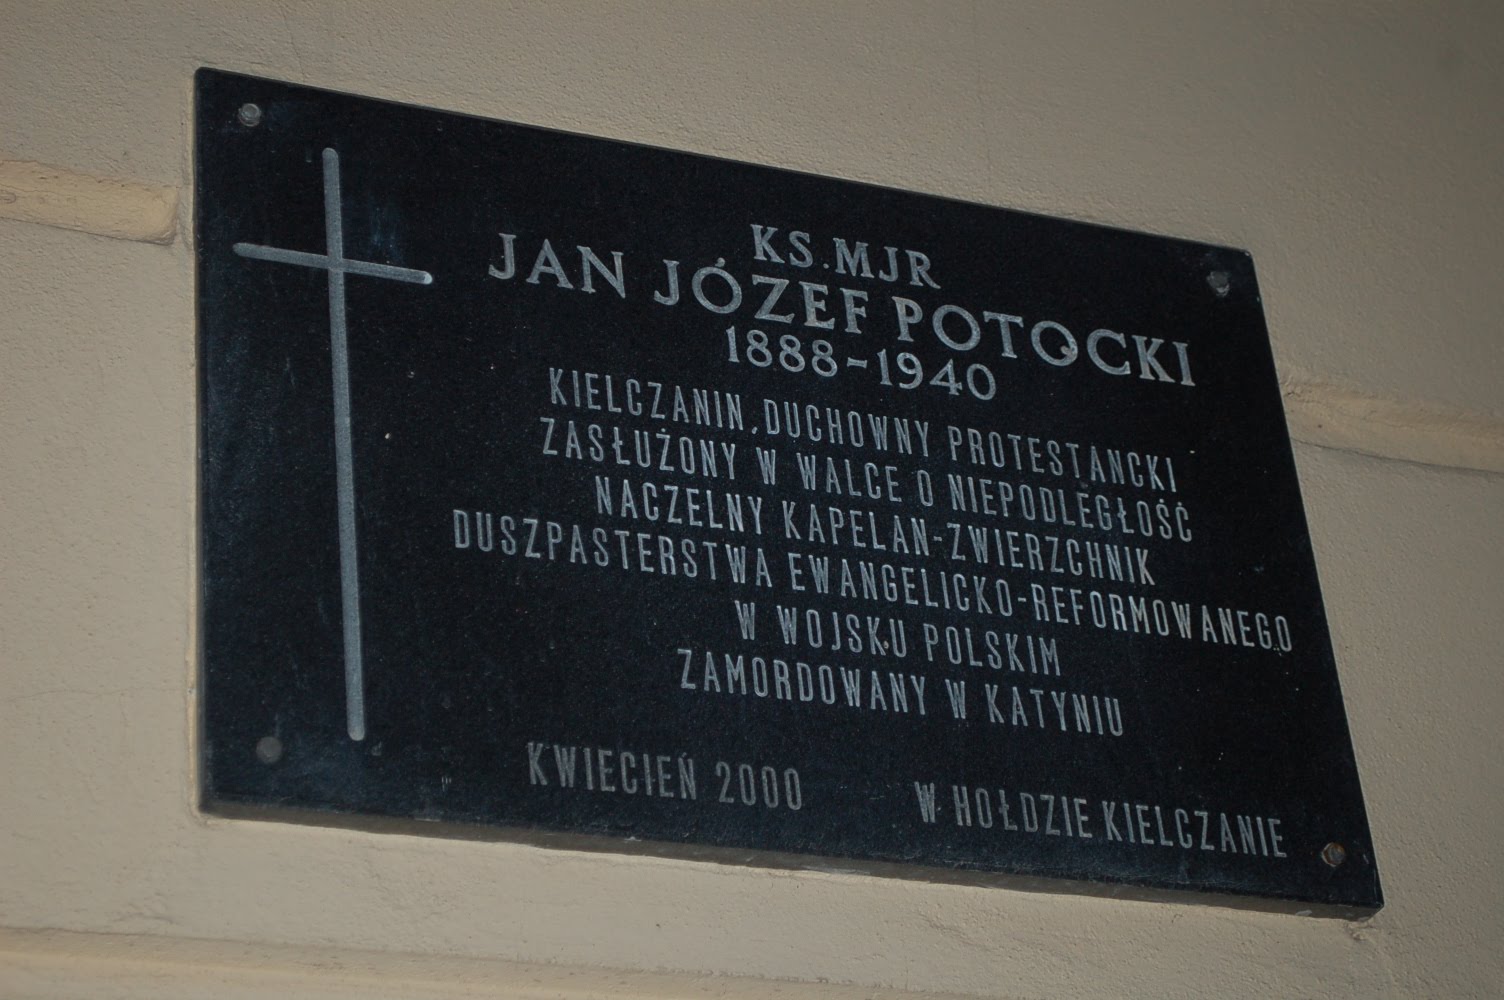 KS. MJR
JAN JÓZEF POTOCKI
1888-1940
KIELCZANIN, DUCHOWNY PROTESTANCKI
ZASŁUŻONY W WALCE O NIEPODLEGŁOŚĆ
NACZELNY KAPELAN-ZWIERZCHNIK
DUSZPASTERSTWA EWANGELICKO-REFORMOWANEGO
W WOJSKU POLSKIM
ZAMORDOWANY W KATYNIU
KWIECIEŃ 2000
W HOŁDZIE KIELCZANIE